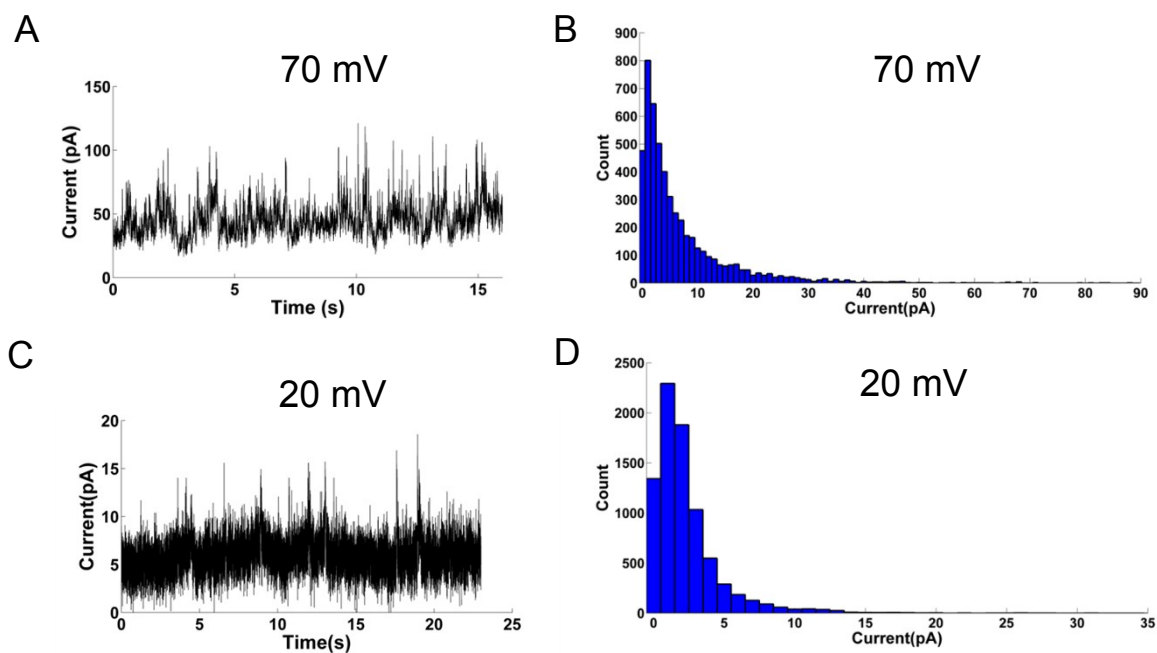 A
70 mV
Current (pA)
150
100
50
0
0 5 10 15
Time (s)
B
70 mV
Count
900
800
700
600
500
400
300
200
100
0
0 10 20 30 40 50 60 70 80 90
Current(pA)
C
20 mV
Current(pA)
20
15
10
5
0
0 5 10 15 20 25
Time(s)
D
20 mV
Count
2500
2000
1500
1000
500
0
0 5 10 15 20 25 30 35
Current(pA)